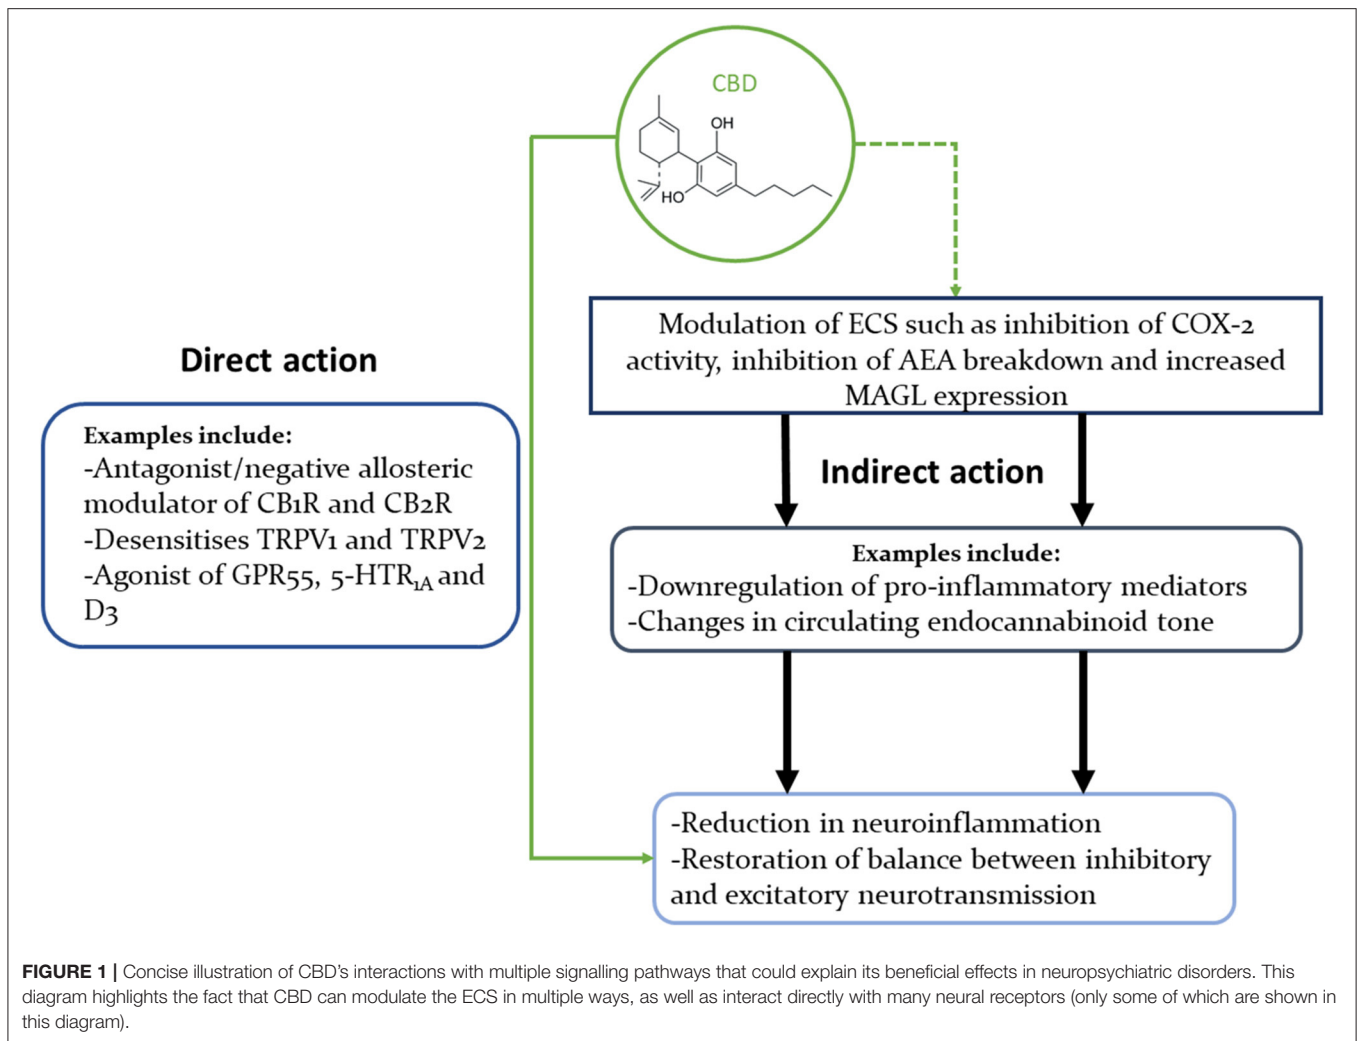 CBD
OH
HO
Modulation of ECS such as inhibition of COX-2
activity, inhibition of AEA breakdown and increased
MAGL expression
Direct action
Examples include:
-Antagonist/negative allosteric
modulator of CB1R and CB2R
-Desensitises TRPV1 and TRPV2
-Agonist of GPR55, 5-HTR1A and
D3
Indirect action
Examples include:
-Downregulation of pro-inflammatory mediators
-Changes in circulating endocannabinoid tone
-Reduction in neuroinflammation
-Restoration of balance between inhibitory
and excitatory neurotransmission
FIGURE 1 | Concise illustration of CBD's interactions with multiple signalling pathways that could explain its beneficial effects in neuropsychiatric disorders. This
diagram highlights the fact that CBD can modulate the ECS in multiple ways, as well as interact directly with many neural receptors (only some of which are shown in
this diagram).